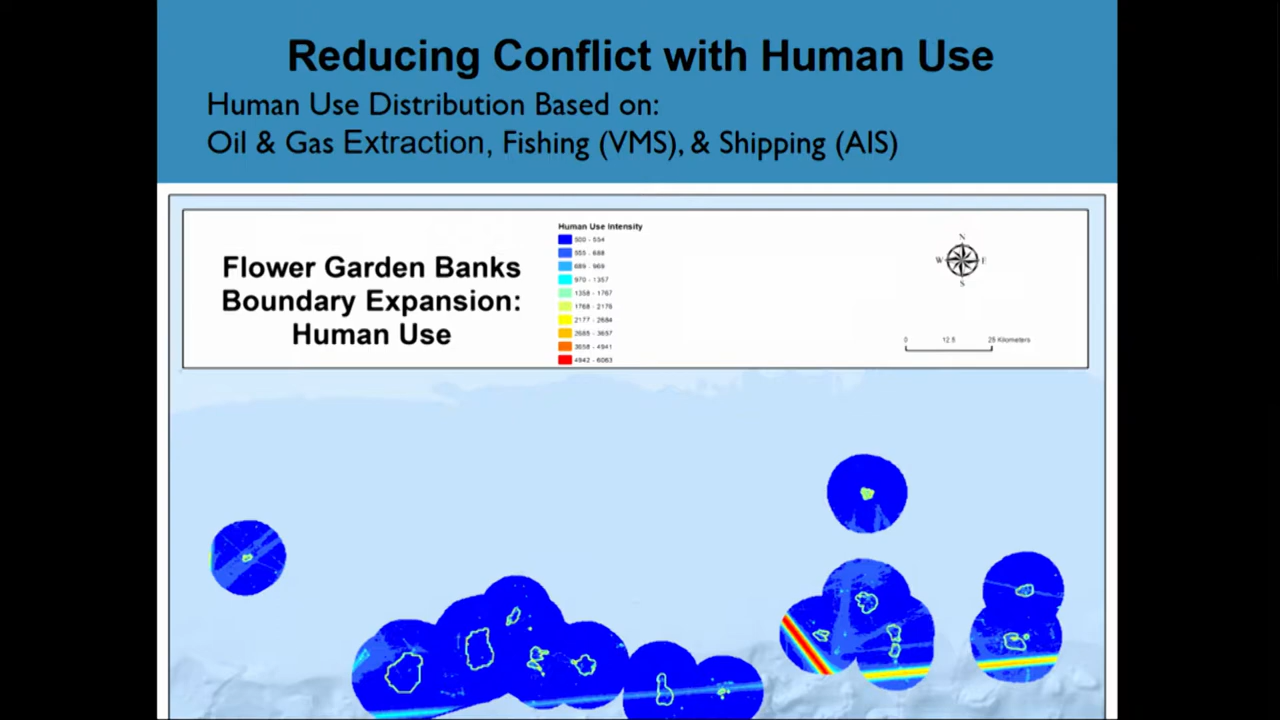 Reducing Conflict with Human Use
Human Use Distribution Based on:
Oil & Gas Extraction, Fishing (VMS), & Shipping (AIS)
Flower Garden Banks
Boundary Expansion:
Human Use
Human Use Intensity
500 - 554
555 - 688
689 - 969
970 - 1357
1358 - 1767
1768 - 2176
2177 - 2684
2685 - 3657
3658 - 4941
4942 - 6063
N
W E
S
0 12.5 25 Kilometers